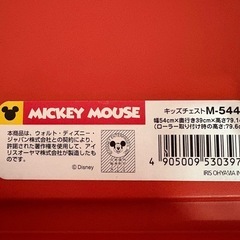 MICKEY MOUSE
キッズチェスト M-544
幅54cm×奥行き39cm×高さ79.1
(ローラー取り付け時の高さ:79.6
本商品は、ウォルト・ディズニー・
ジャパン株式会社との契約により、
許諾された著作権を使用して、アイ
リスオーヤマ株式会社が製造したも
のです。
© Disney
4 905009 530397
IRIS OHYAMA IN